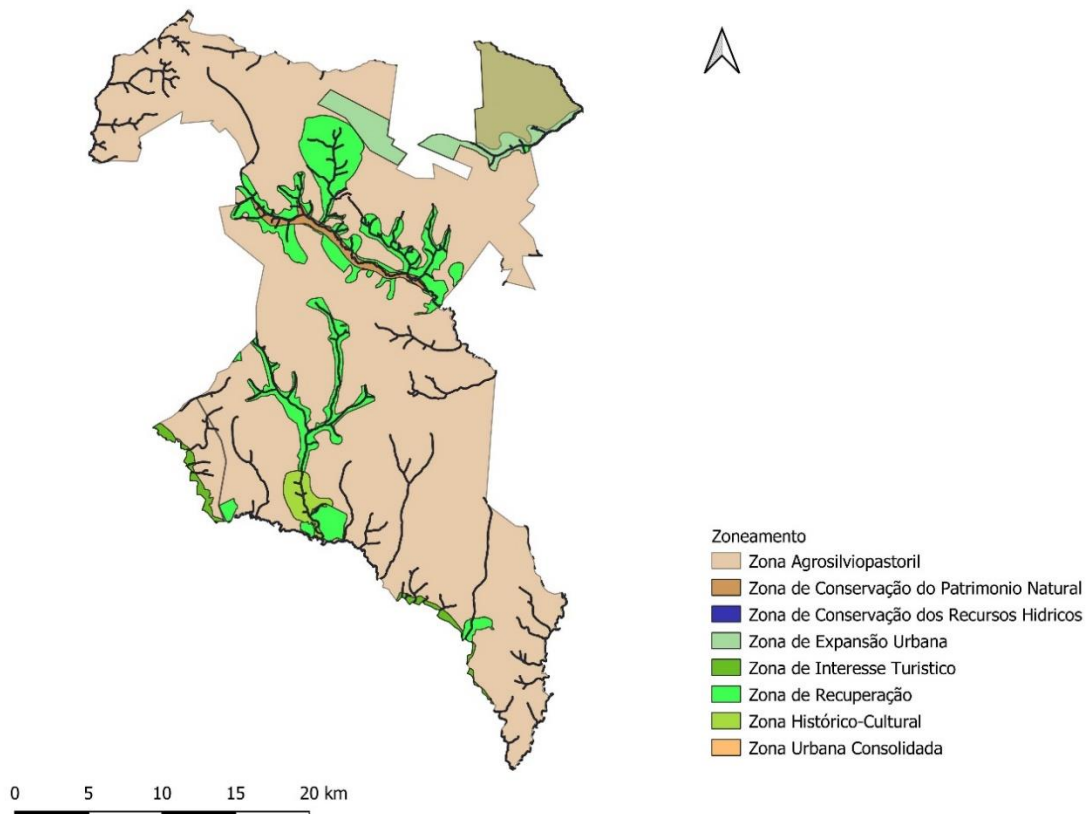 Zoneamento
Zona Agrosilviopastoril
Zona de Conservação do Patrimonio Natural
Zona de Conservação dos Recursos Hidricos
Zona de Expansão Urbana
Zona de Interesse Turistico
Zona de Recuperação
Zona Histórico-Cultural
Zona Urbana Consolidada
0 5 10 15 20 km